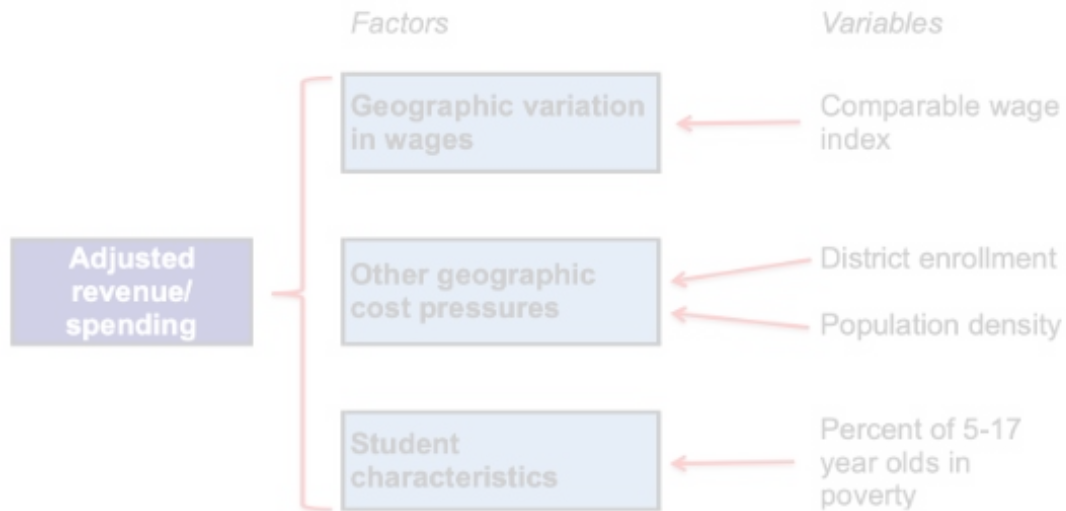 Factors
Variables
Geographic variation
in wages
Comparable wage
index
Adjusted
revenue/
spending
Other geographic
cost pressures
District enrollment
Population density
Student
characteristics
Percent of 5-17
year olds in
poverty